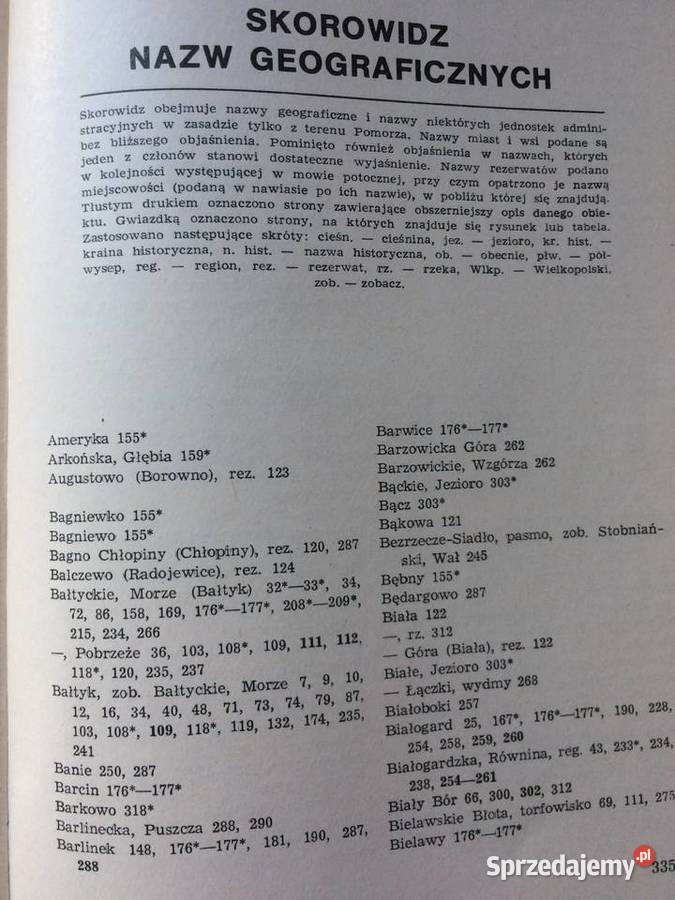 SKOROWIDZ
NAZW GEOGRAFICZNYCH
Skorowidz obejmuje nazwy geograficzne i nazwy niektórych jednostek admini-
stracyjnych w zasadzie tylko z terenu Pomorza. Nazwy miast i wsi podane są
bez bliższego objaśnienia. Pominięto również objaśnienia w nazwach, których
jeden z członów stanowi dostateczne wyjaśnienie. Nazwy rezerwatów podano
w kolejności występującej w mowie potocznej, przy czym opatrzono je nazwą
miejscowości (podaną w nawiasie po ich nazwie), w pobliżu której się znajdują.
Tłustym drukiem oznaczono strony zawierające obszerniejszy opis danego obie-
ktu. Gwiazdką oznaczono strony, na których znajduje się rysunek lub tabela.
Zastosowano następujące skróty: cieśn. — cieśnina, jez. — jezioro, kr. hist. —
kraina historyczna, n. hist. — nazwa historyczna, ob. — obecnie, płw. — pół-
wysep, reg. — region, rez. — rezerwat, rz. — rzeka, Wlkp. — Wielkopolski,
zob. — zobacz.
Ameryka 155*
Arkońska, Głębia 159*
Augustowo (Borowno), rez. 123
Bagniewko 155*
Bagniewo 155*
Bagno Chłopiny (Chłopiny), rez. 120, 287
Balczewo (Radojewice), rez. 124
Bałtyckie, Morze (Bałtyk) 32*—33*, 34,
72, 86, 158, 169, 176*—177*, 208*—209*,
215, 234, 266
—, Pobrzeże 36, 103, 108*, 109, 111, 112,
118*, 120, 235, 237
Bałtyk, zob. Bałtyckie, Morze 7, 9, 10,
12, 16, 34, 40, 48, 71, 73, 74, 79, 87,
103, 108*, 109, 118*, 119, 132, 174, 235,
241
Banie 250, 287
Barcin 176*—177*
Barkowo 318*
Barlinecka, Puszcza 288, 290
Barlinek 148, 176*—177*, 181, 190, 287,
288
Barwice 176*—177*
Barzowicka Góra 262
Barzowickie, Wzgórza 262
Bąckie, Jezioro 303*
Bącz 303*
Bąkowa 121
Bezrzecze-Siadło, pasmo, zob. Stobniań-
ski, Wał 245
Bębny 155*
Będargowo 287
Biała 122
—, rz. 312
— Góra (Biała), rez. 122
Białe, Jezioro 303*
— Łączki, wydmy 268
Białoboki 257
Białogard 25, 167*, 176*—177*, 190, 228,
254, 258, 259, 260
Białogardzka, Równina, reg. 43, 233*, 234,
238, 254—261
Biały Bór 66, 300, 302, 312
Bielawskie Błota, torfowisko 69, 111, 275
Bielawy 176*—177*
335
Sprzedajemy.pl